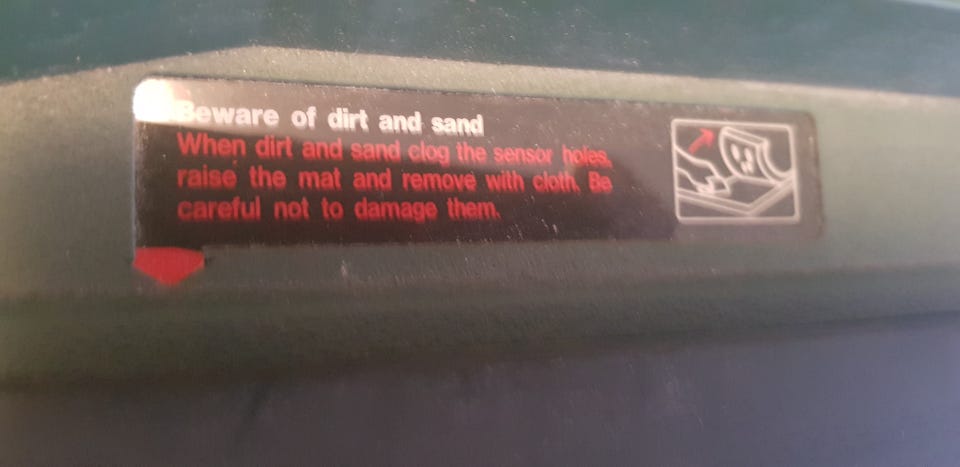 Beware of dirt and sand
When dirt and sand clog the sensor holes,
raise the mat and remove with cloth. Be
careful not to damage them.